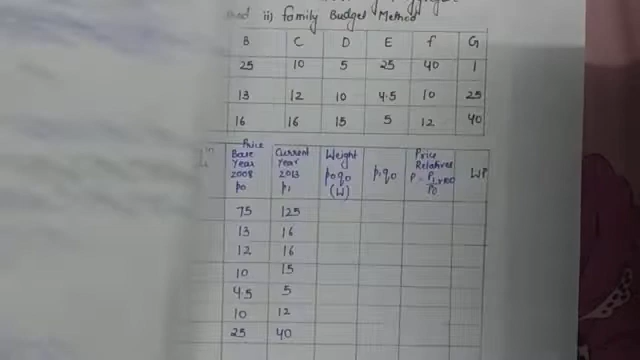 ii) Family Budget Method
B C D E F G
25 10 5 25 40 1
13 12 10 4.5 10 25
16 16 15 5 12 40
Price Base Year 2008 p₀ | Current Year 2013 p₁ | Weight p₀q₀ (W) | p₁q₀ | Price Relatives P = p₁/p₀ x100 | WP
75 125
13 16
12 16
10 15
4.5 5
10 12
25 40